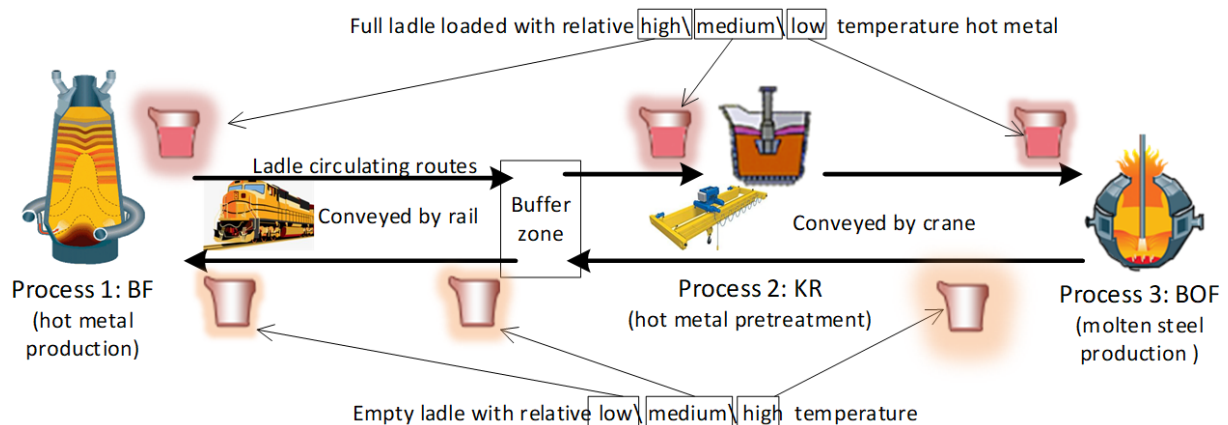 Full ladle loaded with relative high\ medium\ low temperature hot metal
Ladle circulating routes
Conveyed by rail
Buffer
zone
Conveyed by crane
Process 1: BF
(hot metal
production)
Process 2: KR
(hot metal pretreatment)
Process 3: BOF
(molten steel
production )
Empty ladle with relative low\ medium\ high temperature